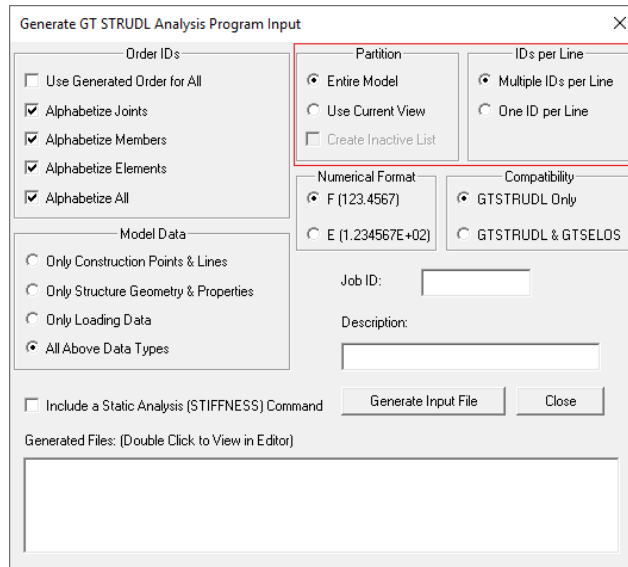 Generate GT STRUDL Analysis Program Input
Order IDs
Use Generated Order for All
Alphabetize Joints
Alphabetize Members
Alphabetize Elements
Alphabetize All
Partition
Entire Model
Use Current View
Create Inactive List
IDs per Line
Multiple IDs per Line
One ID per Line
Numerical Format
F (123.4567)
E (1.234567E+02)
Compatibility
GTSTRUDL Only
GTSTRUDL & GTSELOS
Model Data
Only Construction Points & Lines
Only Structure Geometry & Properties
Only Loading Data
All Above Data Types
Job ID:
Description:
Include a Static Analysis (STIFFNESS) Command
Generate Input File
Close
Generated Files: (Double Click to View in Editor)